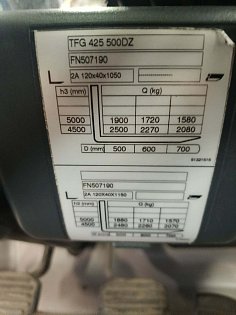 TFG 425 500DZ
FN507190
2A 120x40x1050 --------------
h3 (mm) Q (kg)
5000 1900 1720 1580
4500 2500 2270 2080
D (mm) 500 600 700
51221515
FN507190
2A 120X40X1150
h3 (mm) Q (kg)
5000 1880 1710 1570
4500 2480 2260 2070
D (mm) 500 600 700